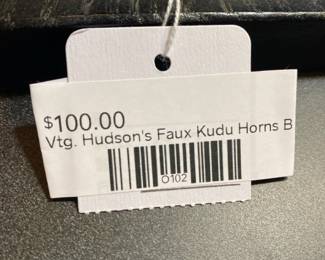 $100.00
Vtg. Hudson's Faux Kudu Horns B
O102